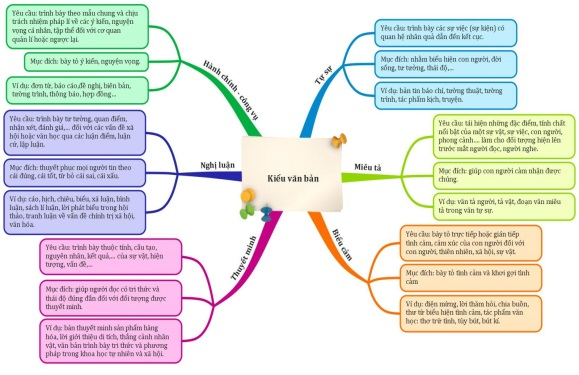 Kiểu văn bản
Hành chính - công vụ
Yêu cầu: trình bày theo mẫu chung và chịu
trách nhiệm pháp lí về các ý kiến, nguyện
vọng cá nhân, tập thể đối với cơ quan
quản lí hoặc ngược lại.
Mục đích: bày tỏ ý kiến, nguyện vọng.
Ví dụ: đơn từ, báo cáo,đề nghị, biên bản,
tường trình, thông báo, hợp đồng...
Nghị luận
Yêu cầu: trình bày tư tưởng, quan điểm,
nhận xét, đánh giá,... đối với các vấn đề xã
hội hoặc văn học qua các luận điểm, luận
cứ, lập luận.
Mục đích: thuyết phục mọi người tin theo
cái đúng, cái tốt, từ bỏ cái sai, cái xấu.
Ví dụ: cáo, hịch, chiếu, biểu, xã luận, bình
luận, sách lí luận, lời phát biểu trong hội
thảo, tranh luận về vấn đề chính trị xã hội,
văn hóa.
Thuyết minh
Yêu cầu: trình bày thuộc tính, cấu tạo,
nguyên nhân, kết quả,... của sự vật, hiện
tượng, vấn đề,...
Mục đích: giúp người đọc có tri thức và
thái độ đúng đắn đối với đối tượng được
thuyết minh.
Ví dụ: bản thuyết minh sản phẩm hàng
hóa, lời giới thiệu di tích, thắng cảnh nhân
vật, văn bản trình bày tri thức và phương
pháp trong khoa học tự nhiên và xã hội.
Tự sự
Yêu cầu: trình bày các sự việc (sự kiện) có
quan hệ nhân quả dẫn đến kết cục.
Mục đích: nhằm biểu hiện con người, đời
sống, tư tưởng, thái độ,...
Ví dụ: bản tin báo chí, tường thuật, tường
trình, tác phẩm kịch, truyện.
Miêu tả
Yêu cầu: tái hiện những đặc điểm, tính chất
nổi bật của một sự vật, sự việc, con người,
phong cảnh.... làm cho đối tượng hiện lên
trước mắt người đọc, người nghe.
Mục đích: giúp con người cảm nhận được
chúng.
Ví dụ: văn tả người, tả vật, đoạn văn miêu
tả trong văn tự sự.
Biểu cảm
Yêu cầu bày tỏ trực tiếp hoặc gián tiếp
tình cảm, cảm xúc của con người đối với
con người, thiên nhiên, xã hội, sự vật.
Mục đích: bày tỏ tình cảm và khơi gợi tình
cảm
Ví dụ: điện mừng, lời thăm hỏi, chia buồn,
thư từ biểu hiện tình cảm, tác phẩm văn
học: thơ trữ tình, tùy bút, bút kí.